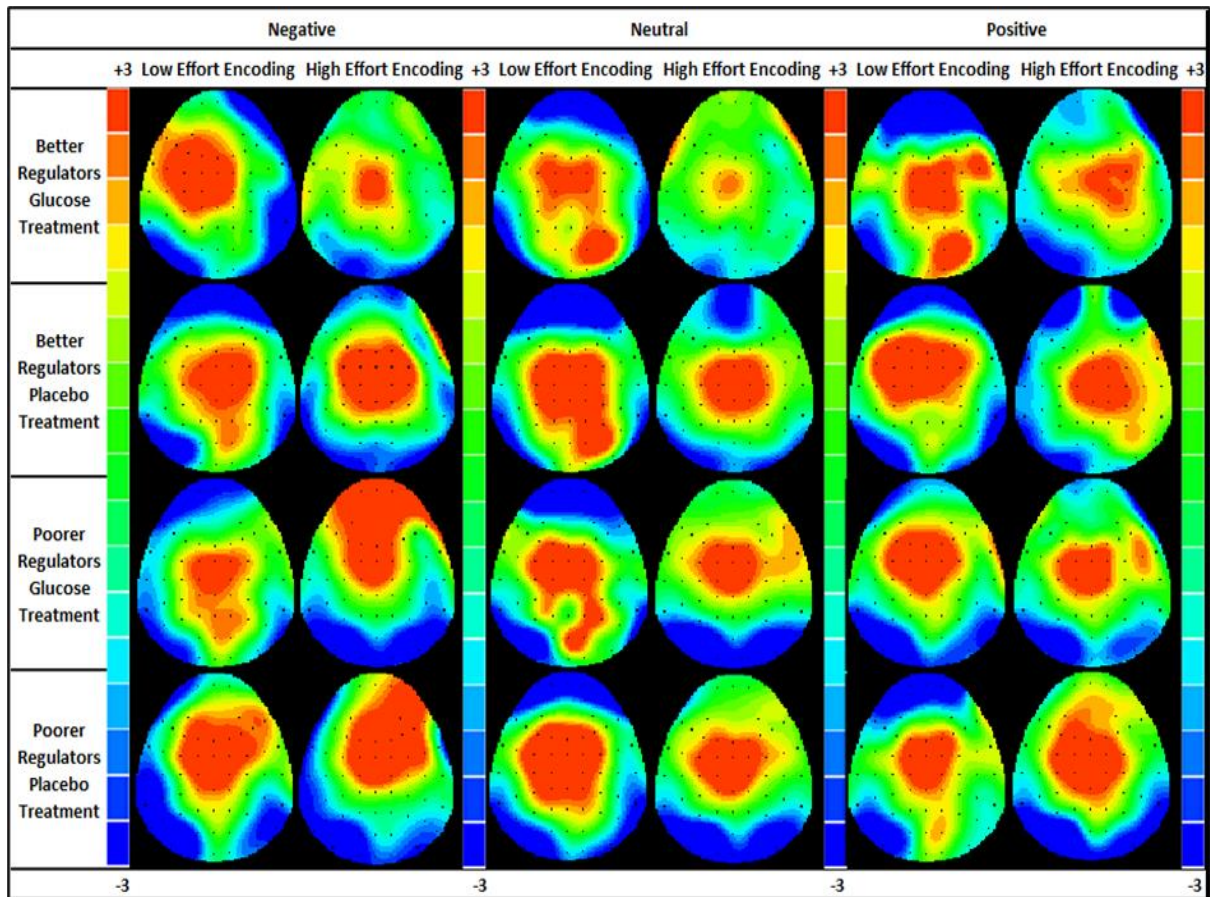 Negative Neutral Positive
+3 Low Effort Encoding High Effort Encoding +3 Low Effort Encoding High Effort Encoding +3 Low Effort Encoding High Effort Encoding +3
Better
Regulators
Glucose
Treatment
Better
Regulators
Placebo
Treatment
Poorer
Regulators
Glucose
Treatment
Poorer
Regulators
Placebo
Treatment
-3 -3 -3 -3